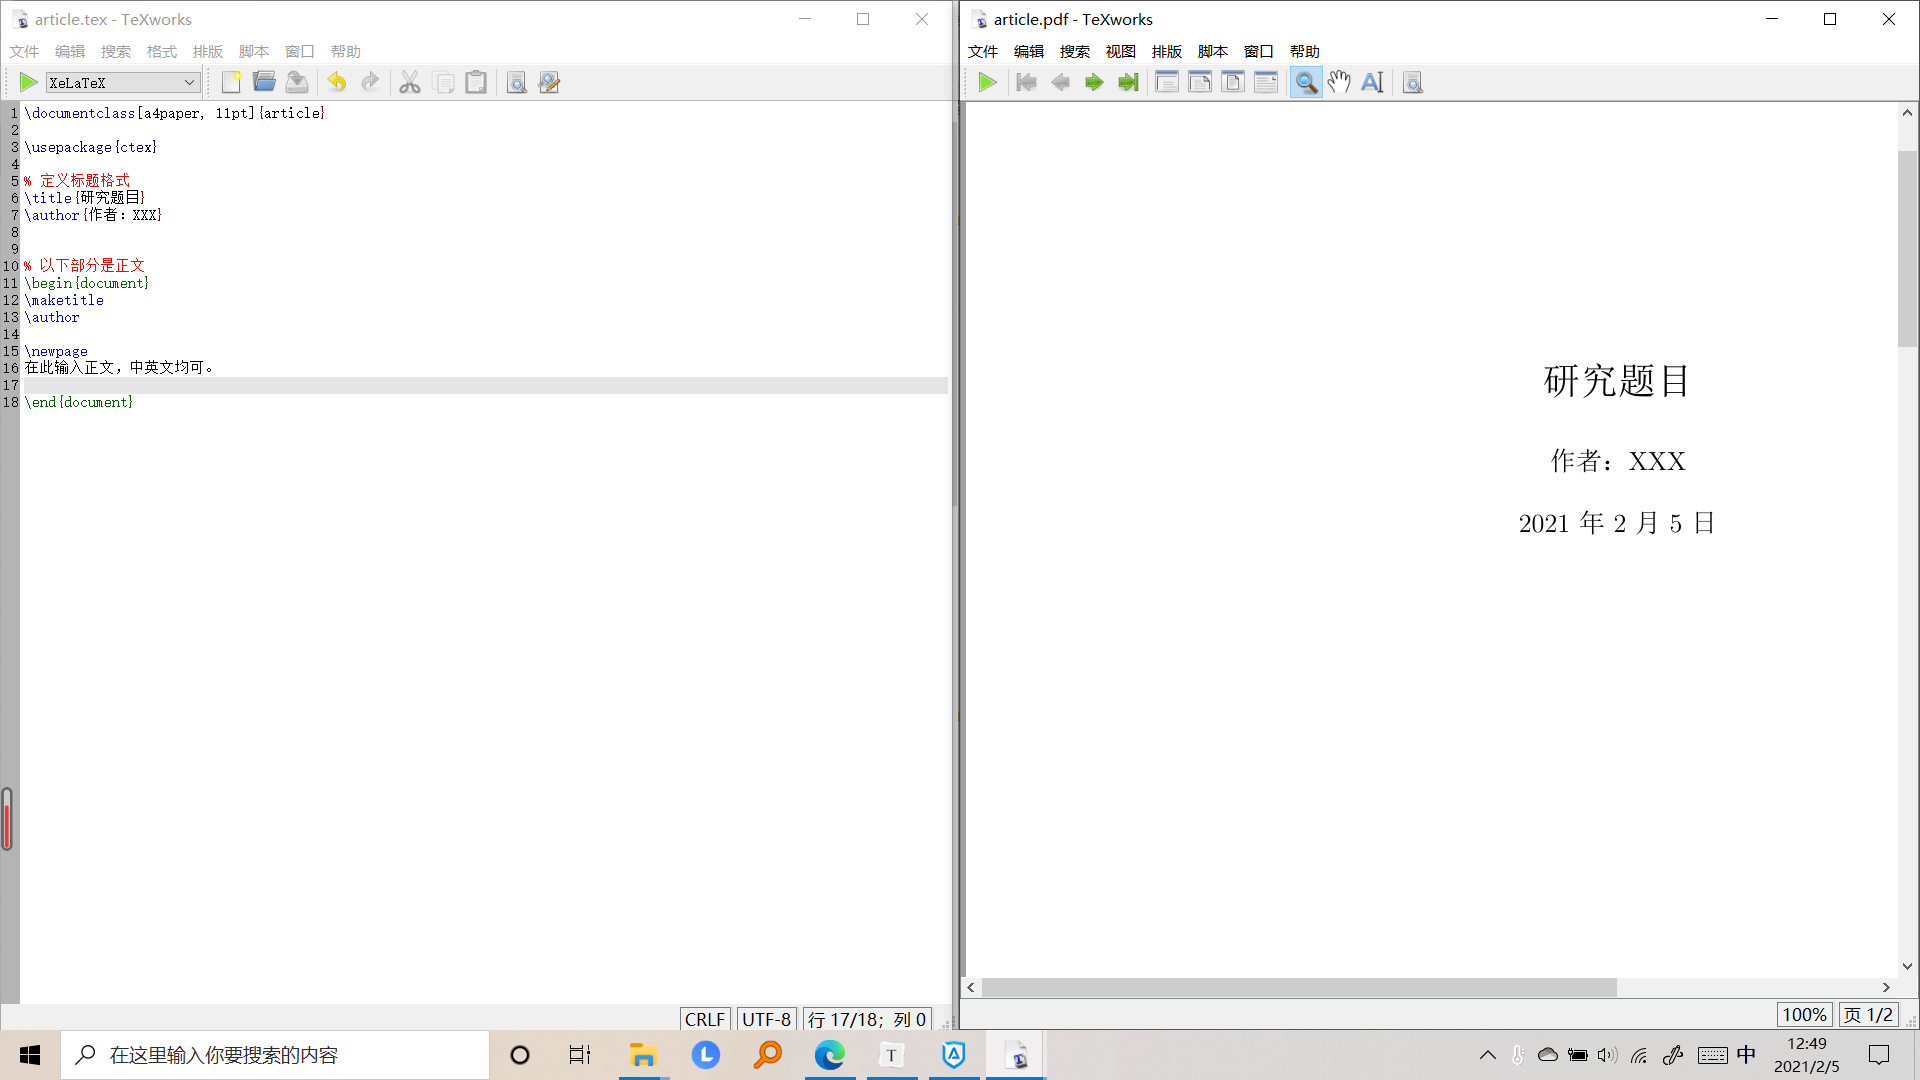 article.tex - TeXworks
文件 编辑 搜索 格式 排版 脚本 窗口 帮助
XeLaTeX
1 \documentclass[a4paper, 11pt]{article}
2
3 \usepackage{ctex}
4
5 % 定义标题格式
6 \title{研究题目}
7 \author{作者：XXX}
8
9
10 % 以下部分是正文
11 \begin{document}
12 \maketitle
13 \author
14
15 \newpage
16 在此输入正文，中英文均可。
17
18 \end{document}
CRLF UTF-8 行 17/18; 列 0
article.pdf - TeXworks
文件 编辑 搜索 视图 排版 脚本 窗口 帮助
研究题目
作者：XXX
2021 年 2 月 5 日
100% 页 1/2
在这里输入你要搜索的内容
中
12:49
2021/2/5